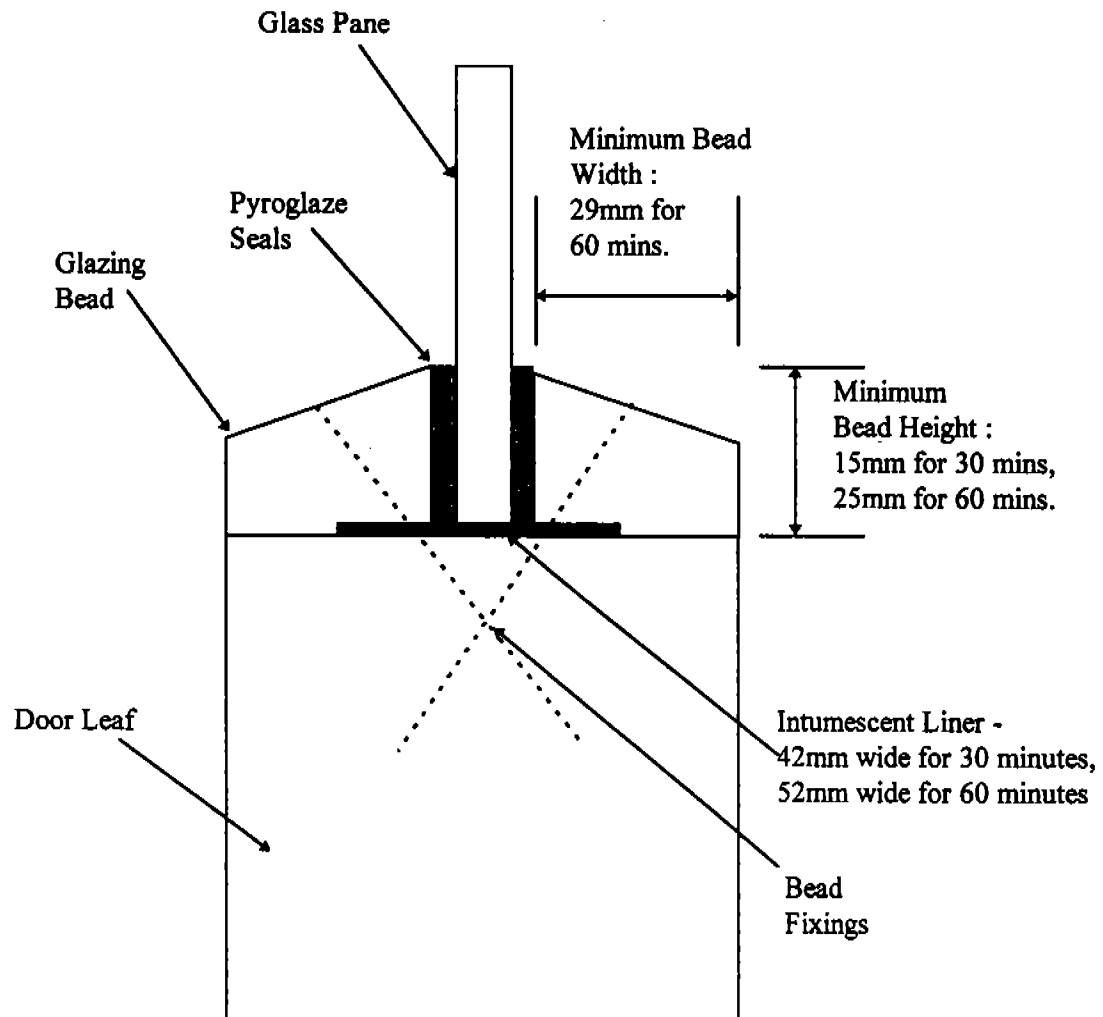 Glass Pane
Minimum Bead
Width :
29mm for
60 mins.
Pyroglaze
Seals
Glazing
Bead
Minimum
Bead Height :
15mm for 30 mins,
25mm for 60 mins.
Door Leaf
Intumescent Liner -
42mm wide for 30 minutes,
52mm wide for 60 minutes
Bead
Fixings